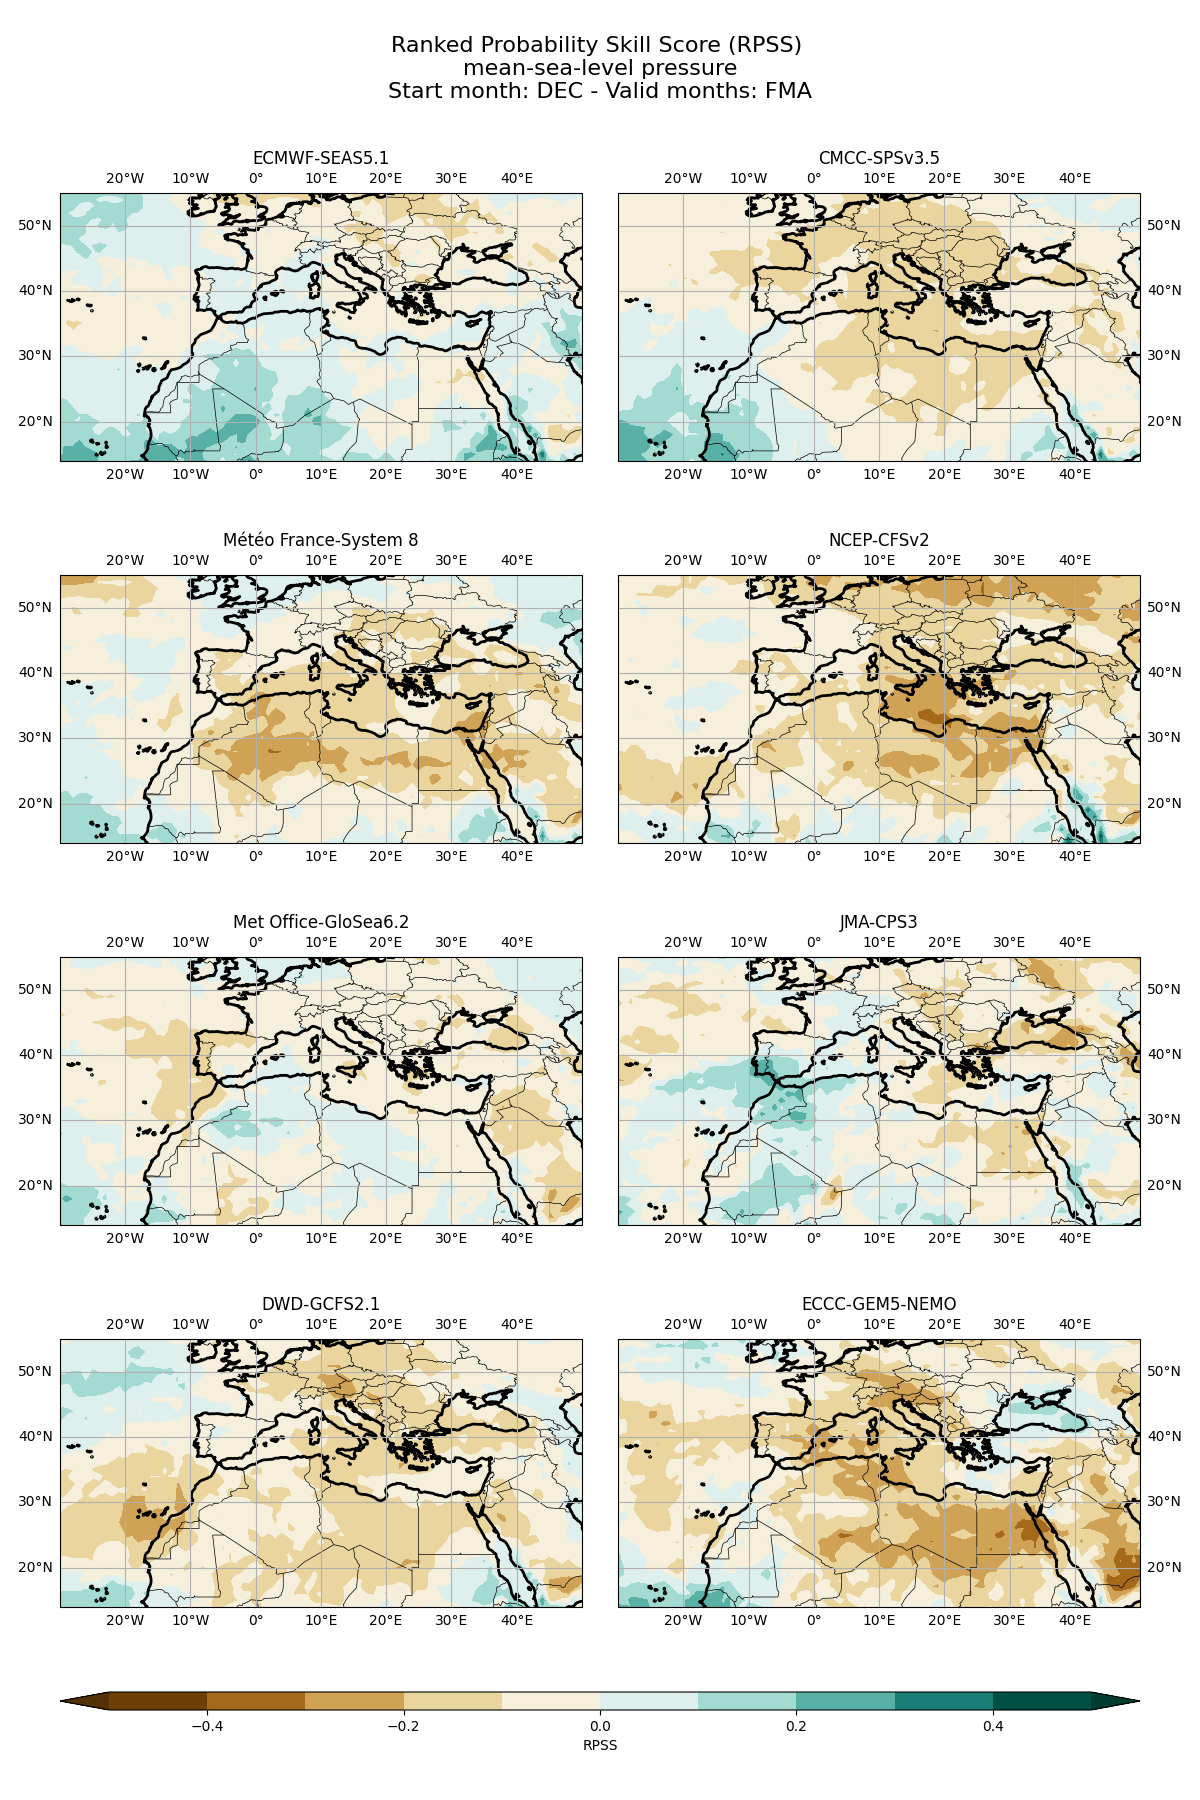 Ranked Probability Skill Score (RPSS)
mean-sea-level pressure
Start month: DEC - Valid months: FMA
ECMWF-SEAS5.1
20°W 10°W 0° 10°E 20°E 30°E 40°E
50°N
40°N
30°N
20°N
20°W 10°W 0° 10°E 20°E 30°E 40°E
CMCC-SPSv3.5
20°W 10°W 0° 10°E 20°E 30°E 40°E
50°N
40°N
30°N
20°N
20°W 10°W 0° 10°E 20°E 30°E 40°E
Météo France-System 8
20°W 10°W 0° 10°E 20°E 30°E 40°E
50°N
40°N
30°N
20°N
20°W 10°W 0° 10°E 20°E 30°E 40°E
NCEP-CFSv2
20°W 10°W 0° 10°E 20°E 30°E 40°E
50°N
40°N
30°N
20°N
20°W 10°W 0° 10°E 20°E 30°E 40°E
Met Office-GloSea6.2
20°W 10°W 0° 10°E 20°E 30°E 40°E
50°N
40°N
30°N
20°N
20°W 10°W 0° 10°E 20°E 30°E 40°E
JMA-CPS3
20°W 10°W 0° 10°E 20°E 30°E 40°E
50°N
40°N
30°N
20°N
20°W 10°W 0° 10°E 20°E 30°E 40°E
DWD-GCFS2.1
20°W 10°W 0° 10°E 20°E 30°E 40°E
50°N
40°N
30°N
20°N
20°W 10°W 0° 10°E 20°E 30°E 40°E
ECCC-GEM5-NEMO
20°W 10°W 0° 10°E 20°E 30°E 40°E
50°N
40°N
30°N
20°N
20°W 10°W 0° 10°E 20°E 30°E 40°E
−0.4 −0.2 0.0 0.2 0.4
RPSS